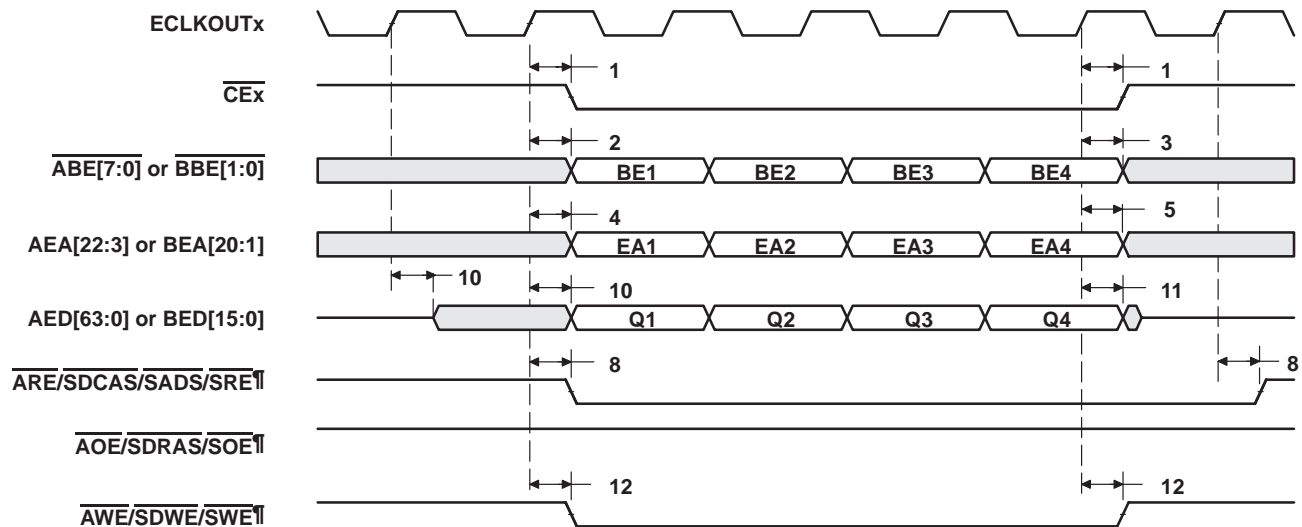 ECLKOUTx
1 1
CEx
2 3
ABE[7:0] or BBE[1:0]
BE1 BE2 BE3 BE4
4 5
AEA[22:3] or BEA[20:1]
EA1 EA2 EA3 EA4
10 10 11
AED[63:0] or BED[15:0]
Q1 Q2 Q3 Q4
8 8
ARE/SDCAS/SADS/SRE¶
AOE/SDRAS/SOE¶
12 12
AWE/SDWE/SWE¶